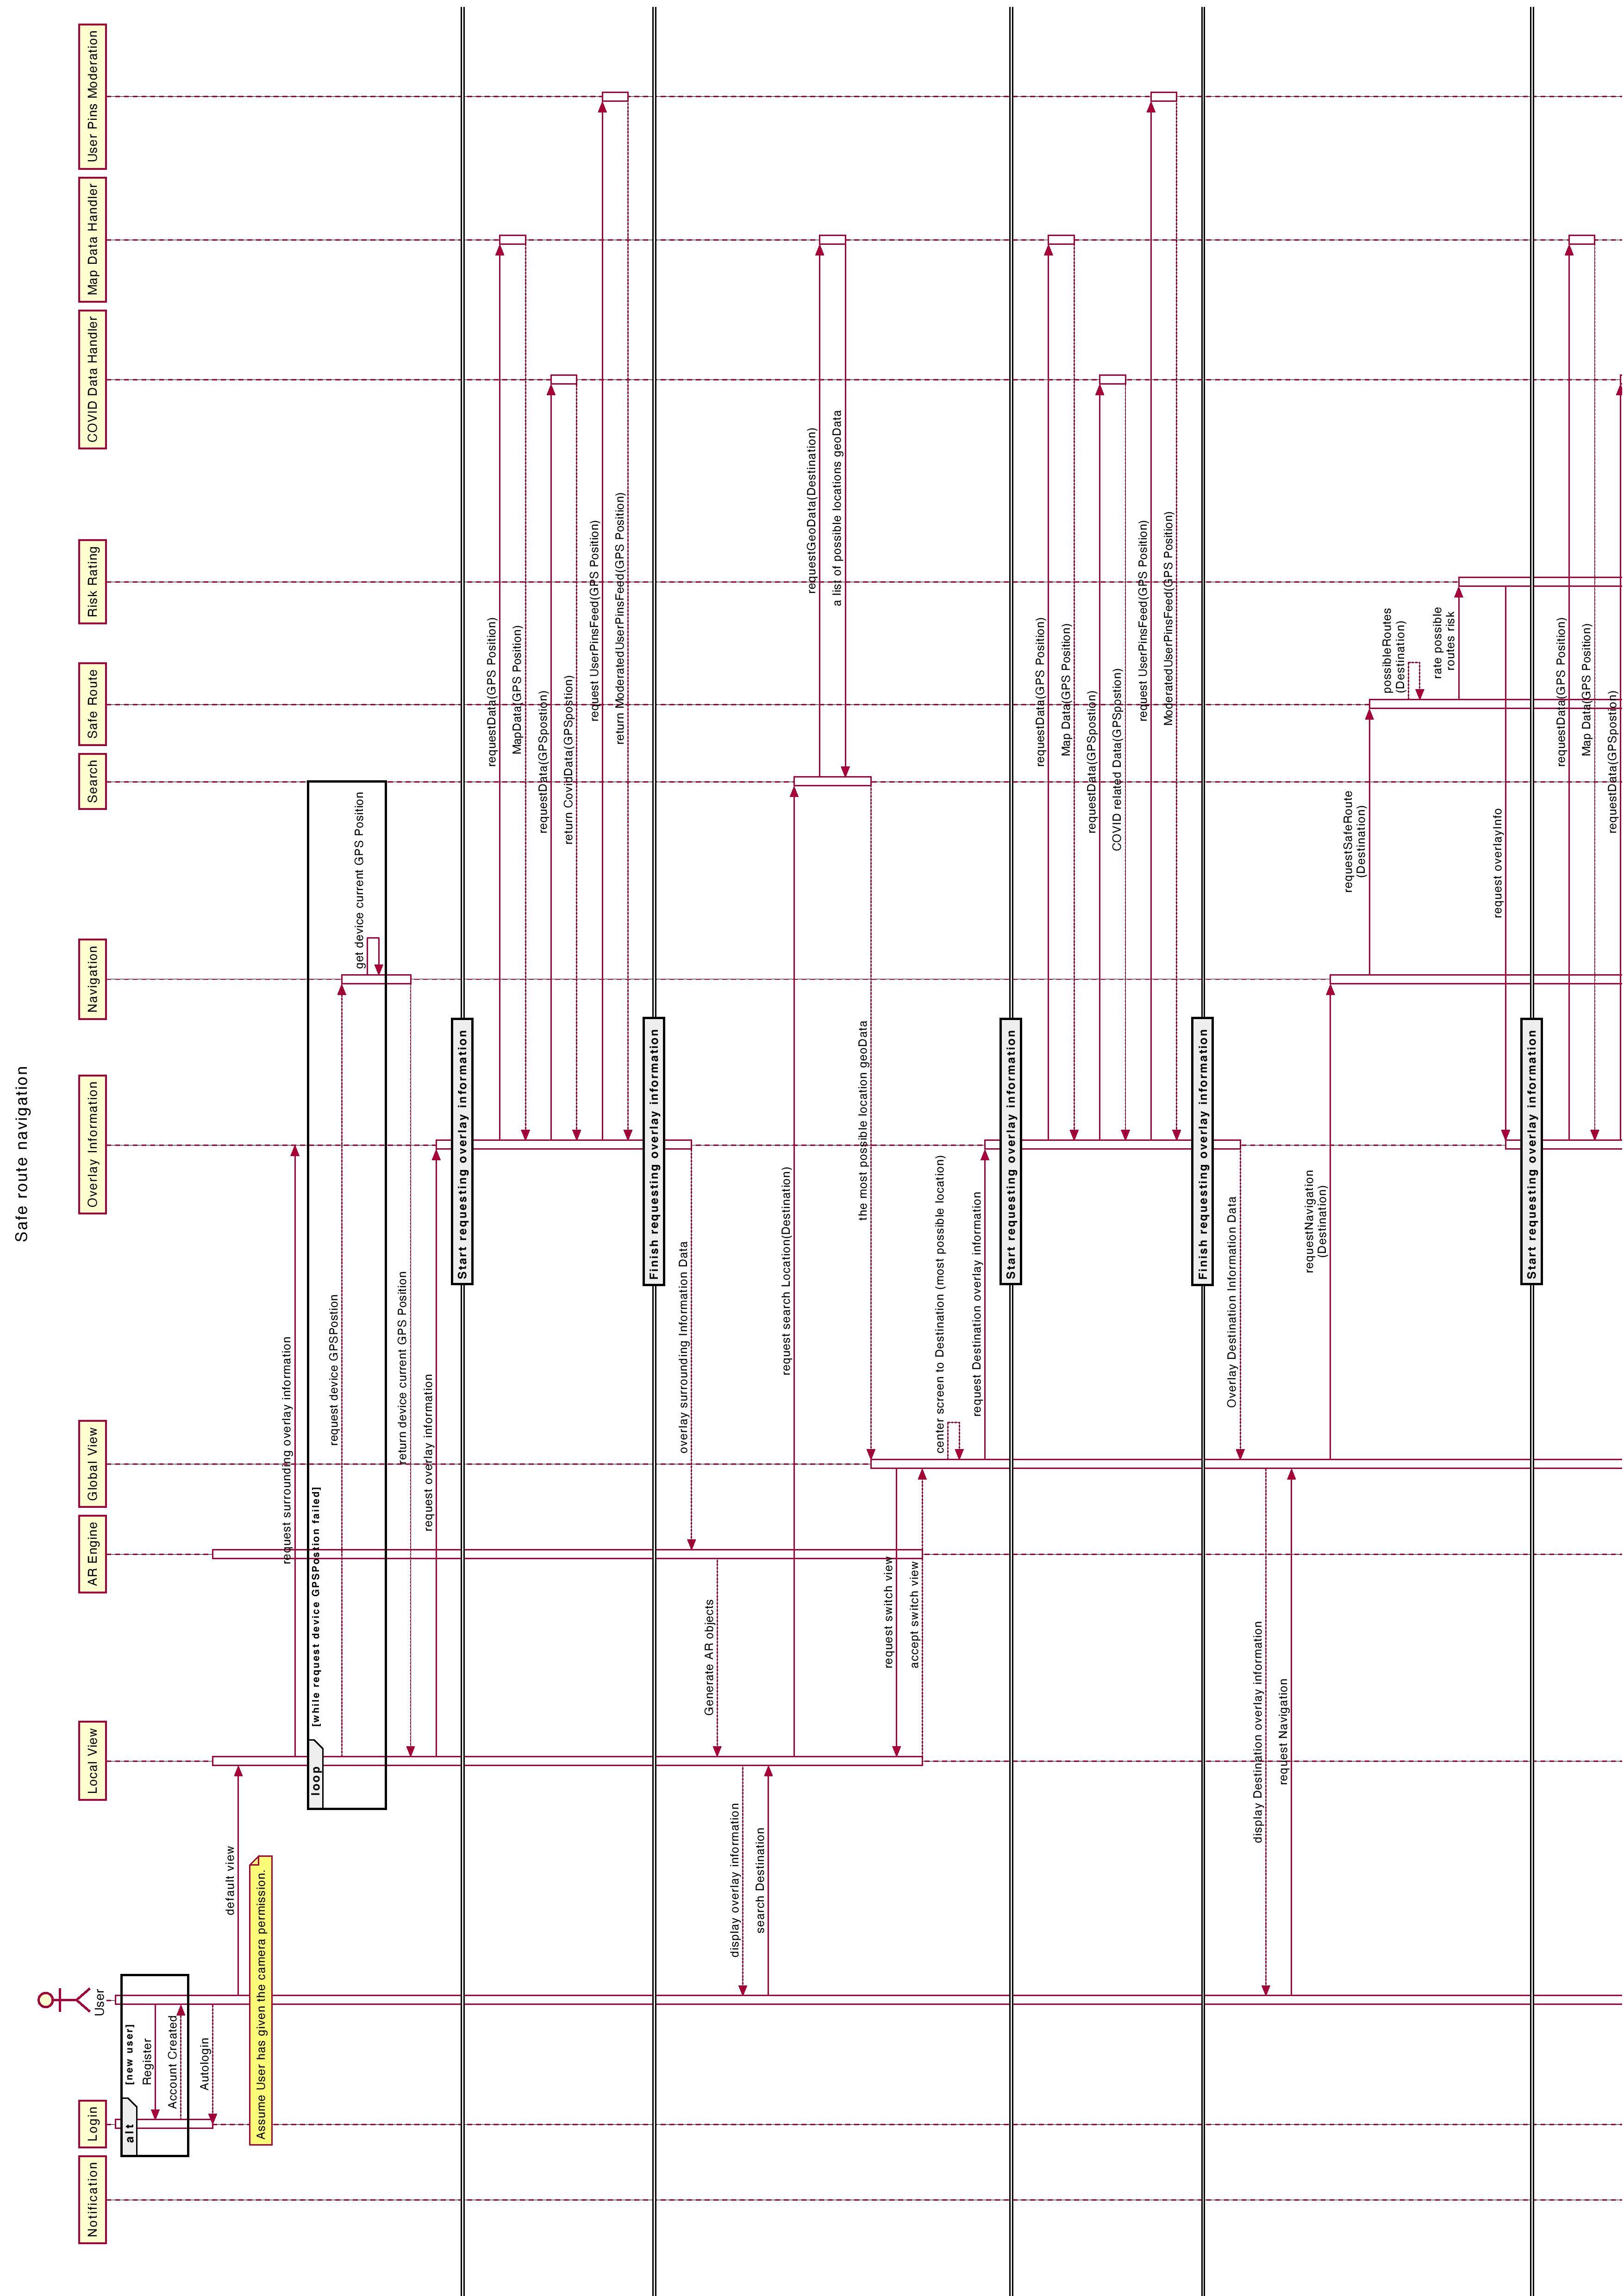 Safe route navigation
Notification
Login
User
Local View
AR Engine
Global View
Overlay Information
Navigation
Search
Safe Route
Risk Rating
COVID Data Handler
Map Data Handler
User Pins Moderation
alt
[new user]
Register
Account Created
Autologin
default view
Assume User has given the camera permission.
request surrounding overlay information
loop
[while request device GPSPostion failed]
request device GPSPostion
get device current GPS Position
return device current GPS Position
request overlay information
Start requesting overlay information
requestData(GPS Position)
MapData(GPS Position)
requestData(GPSpostion)
return CovidData(GPSpostion)
request UserPinsFeed(GPS Position)
return ModeratedUserPinsFeed(GPS Position)
Finish requesting overlay information
overlay surrounding Information Data
Generate AR objects
display overlay information
search Destination
request search Location(Destination)
requestGeoData(Destination)
a list of possible locations geoData
the most possible location geoData
request switch view
accept switch view
center screen to Destination (most possible location)
request Destination overlay information
Start requesting overlay information
requestData(GPS Position)
Map Data(GPS Position)
requestData(GPSpostion)
COVID related Data(GPSpostion)
request UserPinsFeed(GPS Position)
ModeratedUserPinsFeed(GPS Position)
Finish requesting overlay information
Overlay Destination Information Data
display Destination overlay information
request Navigation
requestNavigation
(Destination)
requestSafeRoute
(Destination)
possibleRoutes
(Destination)
rate possible
routes risk
request overlayInfo
Start requesting overlay information
requestData(GPS Position)
Map Data(GPS Position)
requestData(GPSpostion)